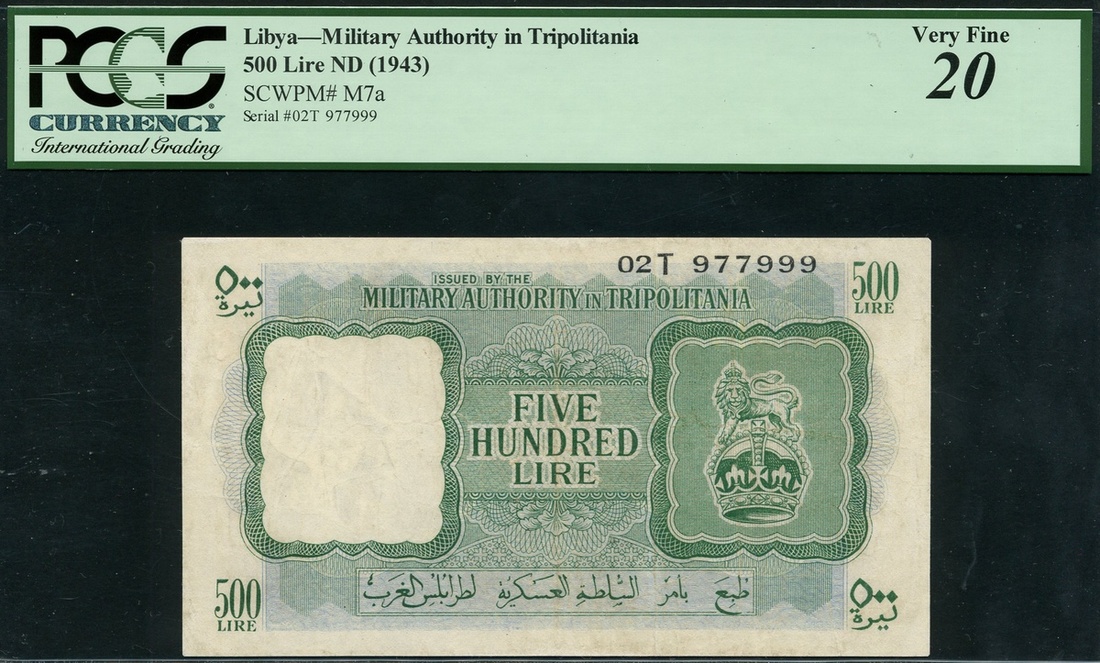 PCGS
CURRENCY
International Grading
Libya—Military Authority in Tripolitania
500 Lire ND (1943)
SCWPM# M7a
Serial #02T 977999
Very Fine
20
٥٠٠
ليرة
ISSUED BY THE
02T 977999
MILITARY AUTHORITY IN TRIPOLITANIA
500
LIRE
FIVE
HUNDRED
LIRE
500
LIRE
طبع بامر السلطة العسكرية لطرابلس الغرب
٥٠٠
ليرة